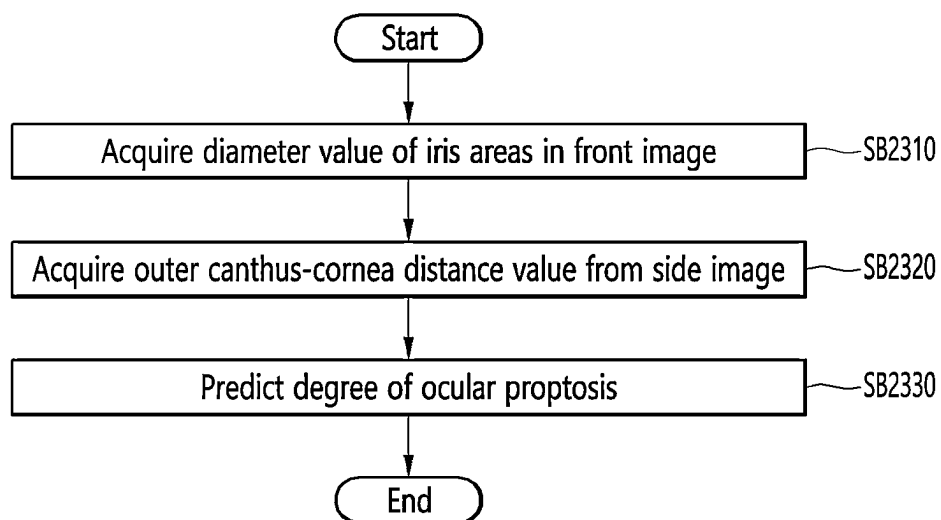 Start
Acquire diameter value of iris areas in front image
SB2310
Acquire outer canthus-cornea distance value from side image
SB2320
Predict degree of ocular proptosis
SB2330
End